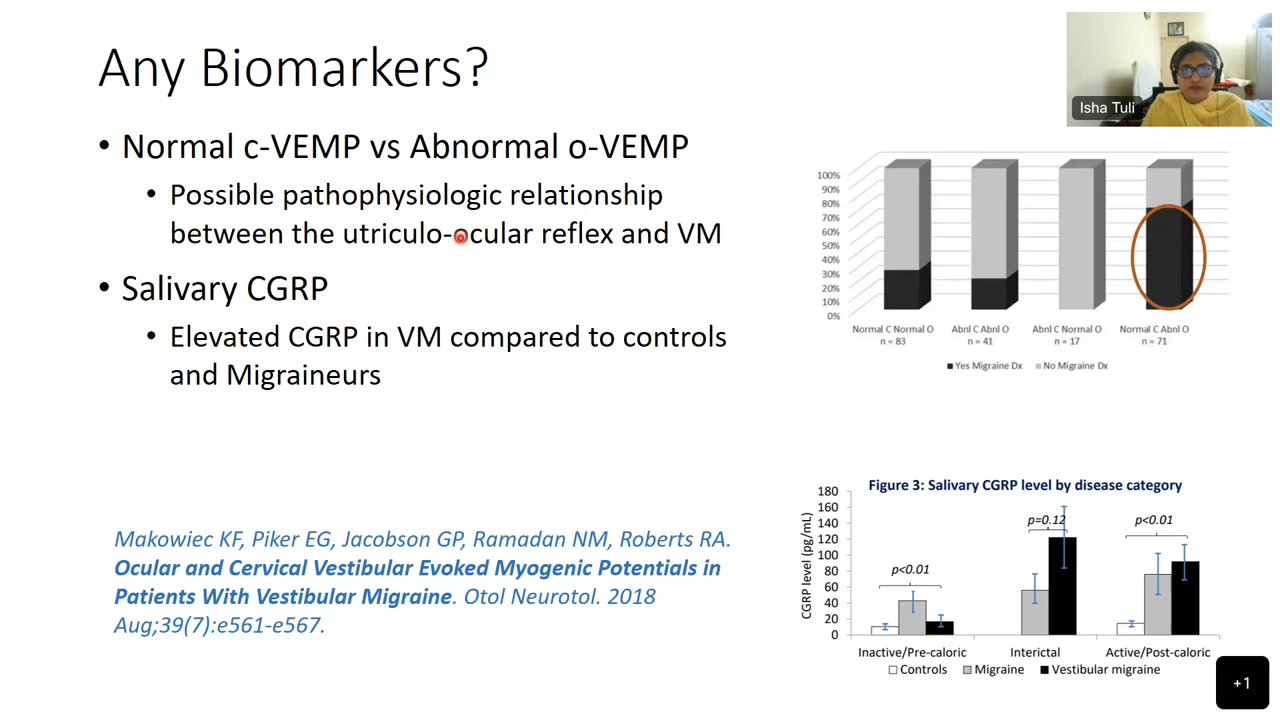 Any Biomarkers?
• Normal c-VEMP vs Abnormal o-VEMP
• Possible pathophysiologic relationship
between the utriculo-ocular reflex and VM
• Salivary CGRP
• Elevated CGRP in VM compared to controls
and Migraineurs
Makowiec KF, Piker EG, Jacobson GP, Ramadan NM, Roberts RA.
Ocular and Cervical Vestibular Evoked Myogenic Potentials in
Patients With Vestibular Migraine. Otol Neurotol. 2018
Aug;39(7):e561-e567.
Isha Tuli
100%
90%
80%
70%
60%
50%
40%
30%
20%
10%
0%
Normal C Normal O Abnl C Abnl O Abnl C Normal O Normal C Abnl O
n = 83 n = 41 n = 17 n = 71
Yes Migraine Dx No Migraine Dx
Figure 3: Salivary CGRP level by disease category
CGRP level (pg/mL)
180
160
140
120
100
80
60
40
20
0
p<0.01
p=0.12
p<0.01
Inactive/Pre-caloric Interictal Active/Post-caloric
Controls Migraine Vestibular migraine
+1